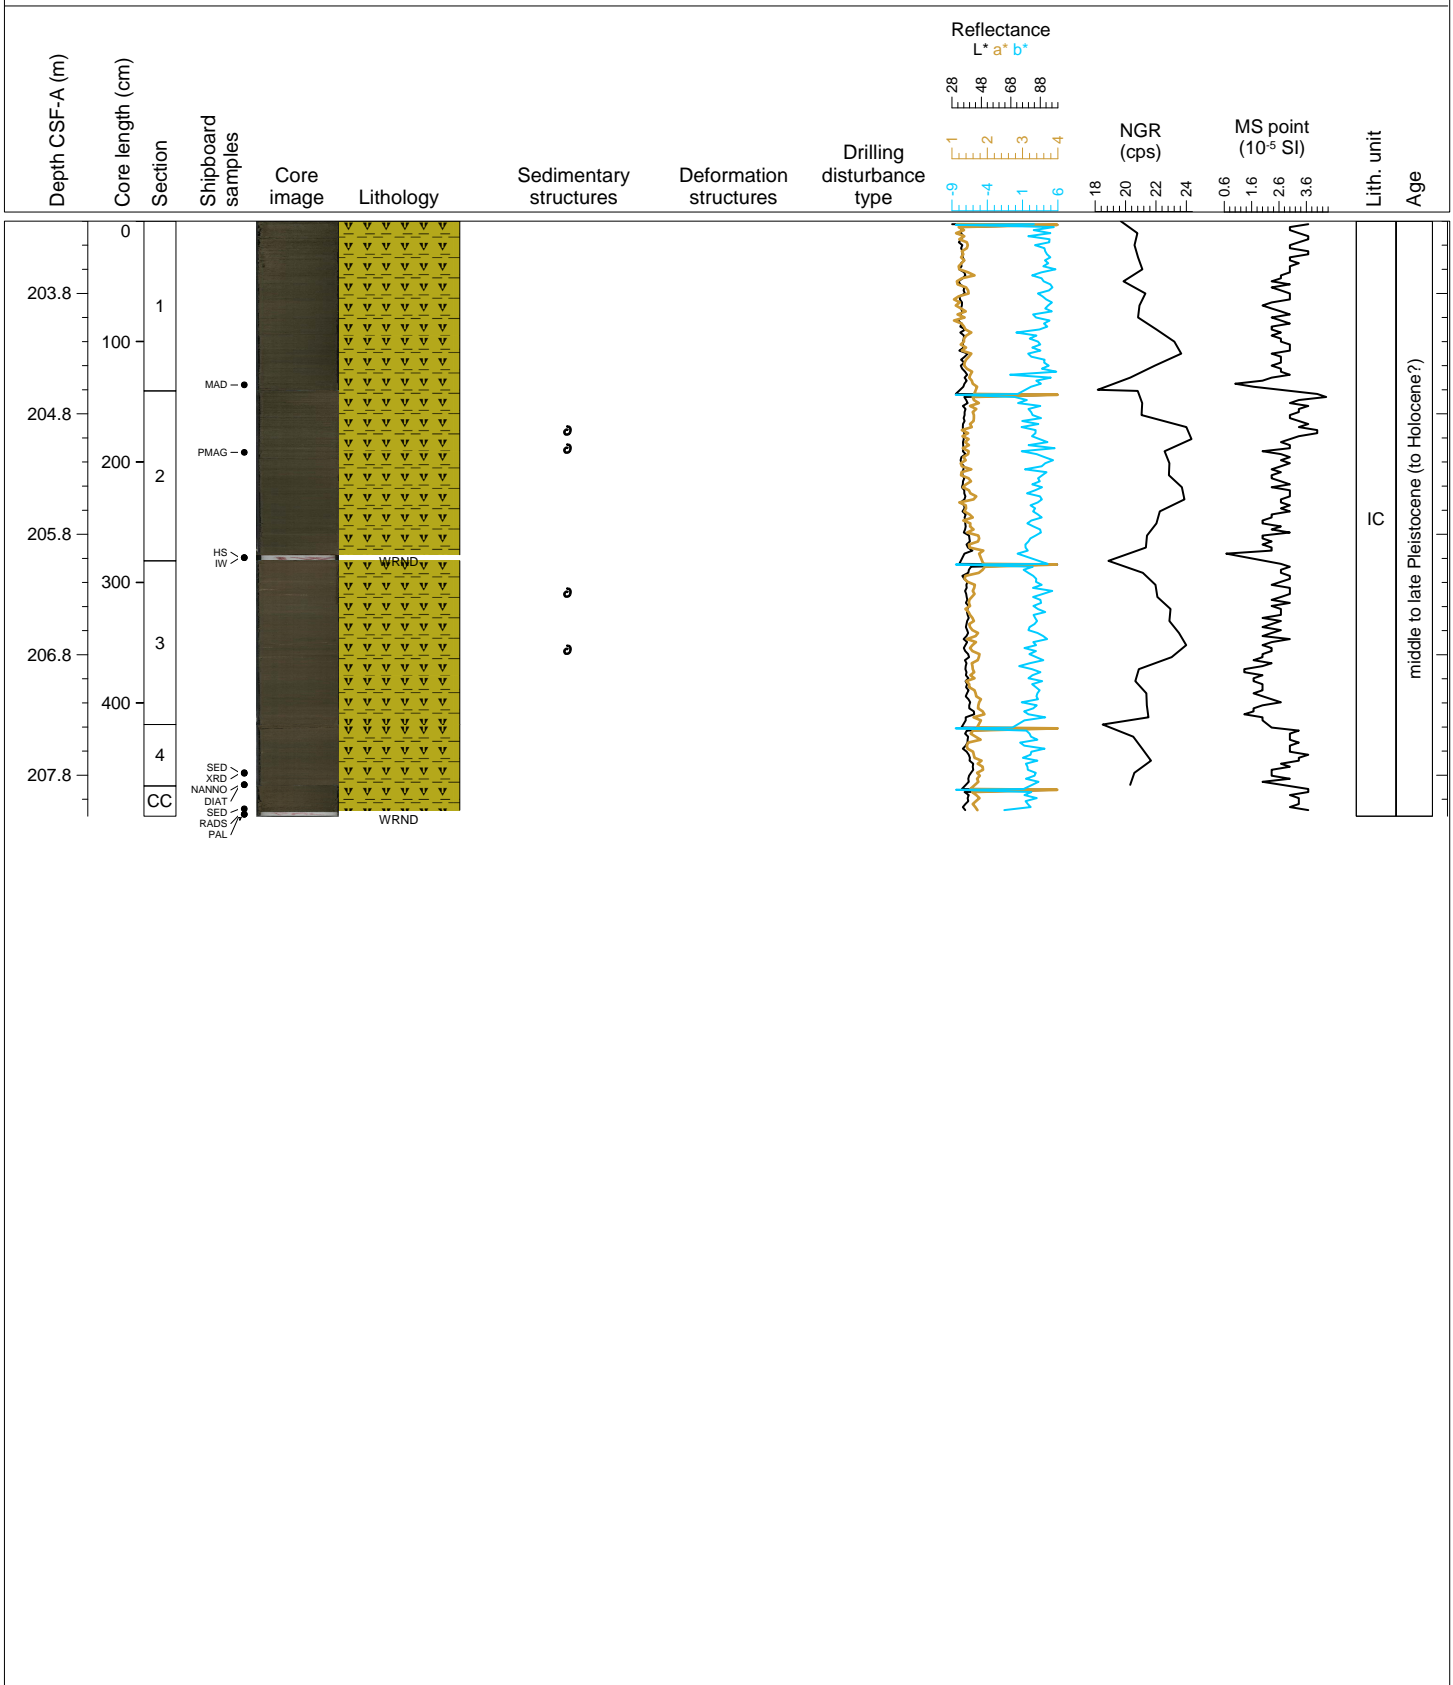 Depth CSF-A (m)
Core length (cm)
Section
Shipboard
samples
Core
image
Lithology
Sedimentary
structures
Deformation
structures
Drilling
disturbance
type
Reflectance
L* a* b*
28 48 68 88
1 2 3 4
-9 -4 1 6
NGR
(cps)
18 20 22 24
MS point
(10-5 SI)
0.6 1.6 2.6 3.6
Lith. unit
Age
0
203.8
1
100
MAD
204.8
PMAG
200
2
205.8
HS
IW
WRND
300
3
206.8
400
4
SED
XRD
207.8
NANNO
DIAT
CC
SED
RADS
PAL
WRND
IC
middle to late Pleistocene (to Holocene?)